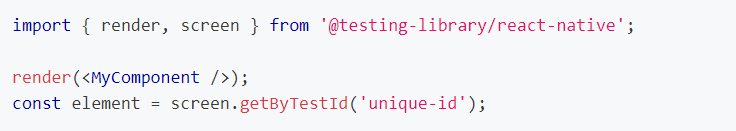 import { render, screen } from '@testing-library/react-native';
render(<MyComponent />);
const element = screen.getByTestId('unique-id');